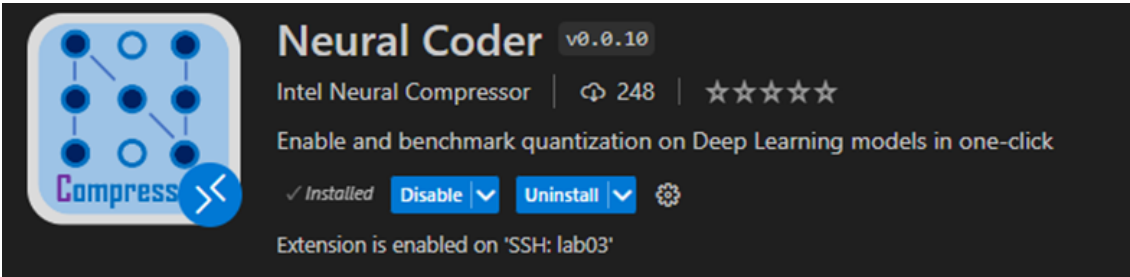 Neural Coder v0.0.10
Intel Neural Compressor 248
Enable and benchmark quantization on Deep Learning models in one-click
Compress
Installed Disable Uninstall
Extension is enabled on 'SSH: lab03'